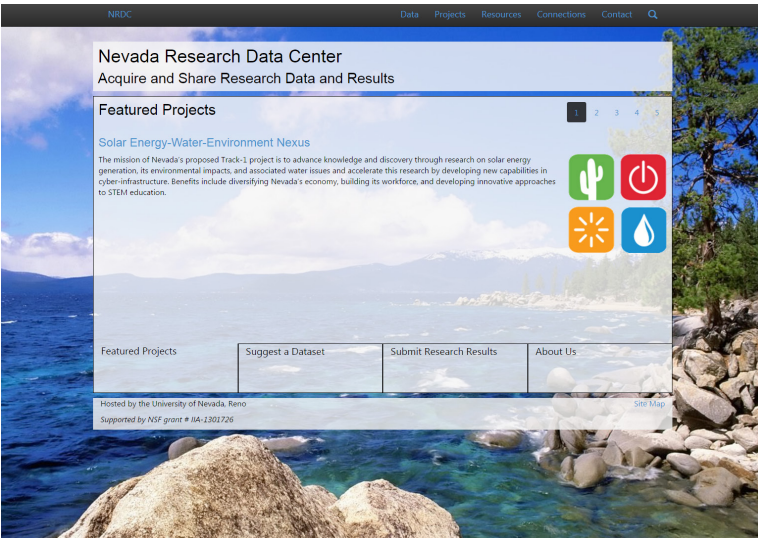 NRDC
Data Projects Resources Connections Contact
Nevada Research Data Center
Acquire and Share Research Data and Results
Featured Projects
1 2 3 4 5
Solar Energy-Water-Environment Nexus
The mission of Nevada's proposed Track-1 project is to advance knowledge and discovery through research on solar energy
generation, its environmental impacts, and associated water issues and accelerate this research by developing new capabilities in
cyber-infrastructure. Benefits include diversifying Nevada's economy, building its workforce, and developing innovative approaches
to STEM education.
Featured Projects Suggest a Dataset Submit Research Results About Us
Hosted by the University of Nevada, Reno Site Map
Supported by NSF grant # IIA-1301726